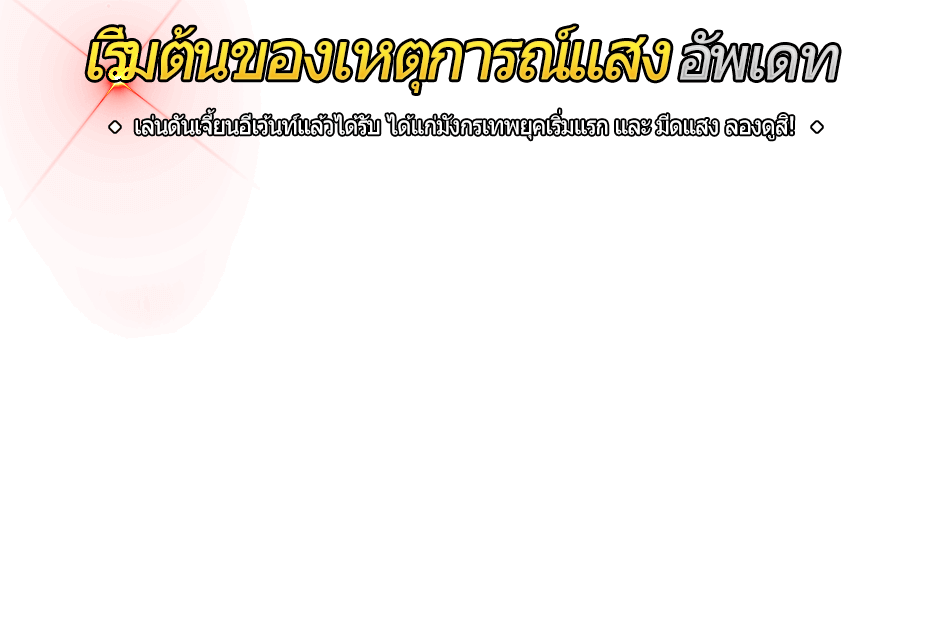 เริ่มต้นของเหตุการณ์แสง อัพเดท
เล่นดันเจี้ยนอีเว้นท์แล้วได้รับ ได้แก่มังกรเทพยุคเริ่มแรก และ มีดแสง ลองดูสิ!